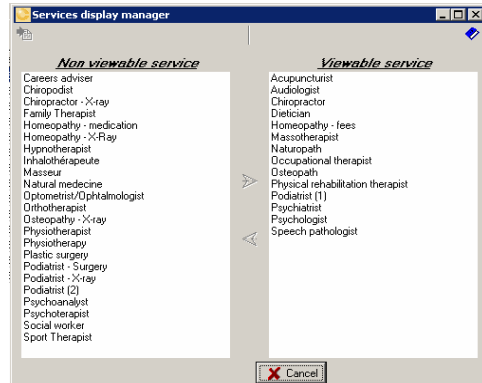 Services display manager
Non viewable service
Careers adviser
Chiropodist
Chiropractor - X-ray
Family Therapist
Homeopathy - medication
Homeopathy - X-Ray
Hypnotherapist
Inhalothérapeute
Masseur
Natural medecine
Optometrist/Ophtalmologist
Orthotherapist
Osteopathy - X-ray
Physiotherapist
Physiotherapy
Plastic surgery
Podiatrist - Surgery
Podiatrist - X-ray
Podiatrist (2)
Psychoanalyst
Psychoterapist
Social worker
Sport Therapist
Viewable service
Acupuncturist
Audiologist
Chiropractor
Dietician
Homeopathy - fees
Massotherapist
Naturopath
Occupational therapist
Osteopath
Physical rehabilitation therapist
Podiatrist (1)
Psychiatrist
Psychologist
Speech pathologist
Cancel